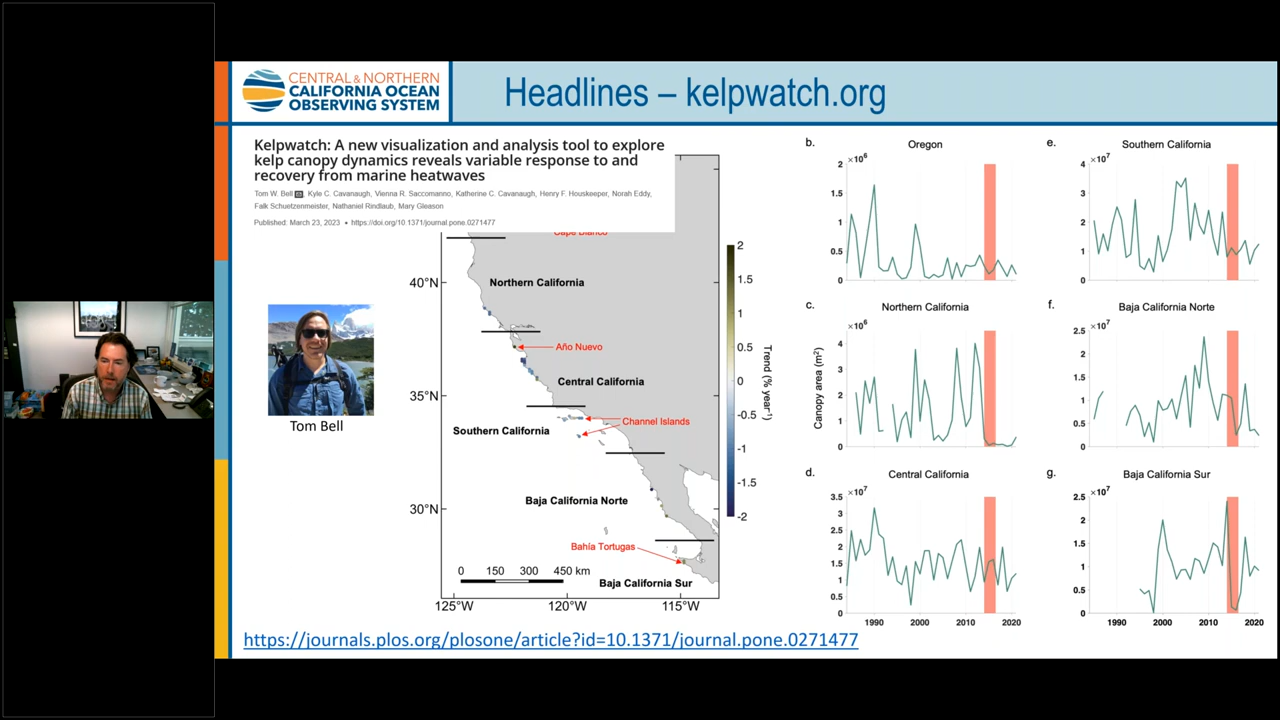 CENTRAL & NORTHERN
CALIFORNIA OCEAN
OBSERVING SYSTEM
Headlines – kelpwatch.org
Kelpwatch: A new visualization and analysis tool to explore
kelp canopy dynamics reveals variable response to and
recovery from marine heatwaves
Tom W. Bell, Kyle C. Cavanaugh, Vienna R. Saccomanno, Katherine C. Cavanaugh, Henry F. Houskeeper, Norah Eddy,
Falk Schuetzenmeister, Nathaniel Rindlaub, Mary Gleason
Published: March 23, 2023 • https://doi.org/10.1371/journal.pone.0271477
Cape Blanco
40°N
Northern California
Año Nuevo
Central California
35°N
Channel Islands
Southern California
Baja California Norte
30°N
Bahía Tortugas
0 150 300 450 km
Baja California Sur
125°W 120°W 115°W
2
1.5
1
0.5
0
-0.5
-1
-1.5
-2
Trend (% year⁻¹)
Tom Bell
b. Oregon
×10⁶
2
1.5
1
0.5
0
c. Northern California
×10⁶
4
3
2
1
0
Canopy area (m²)
d. Central California
×10⁷
3.5
3
2.5
2
1.5
1
0.5
0
1990 2000 2010 2020
e. Southern California
×10⁷
4
3
2
1
0
f. Baja California Norte
×10⁷
2.5
2
1.5
1
0.5
0
g. Baja California Sur
×10⁷
2.5
2
1.5
1
0.5
0
1990 2000 2010 2020
https://journals.plos.org/plosone/article?id=10.1371/journal.pone.0271477